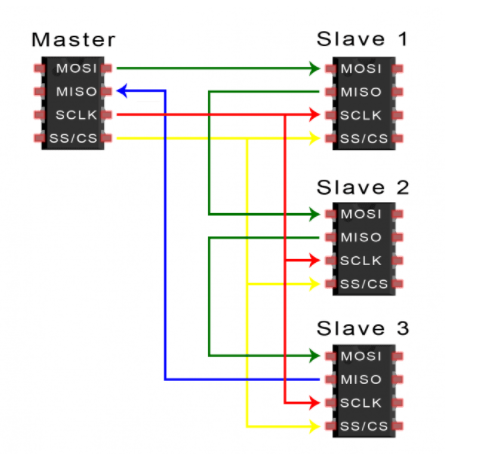 Master
MOSI
MISO
SCLK
SS/CS
Slave 1
MOSI
MISO
SCLK
SS/CS
Slave 2
MOSI
MISO
SCLK
SS/CS
Slave 3
MOSI
MISO
SCLK
SS/CS